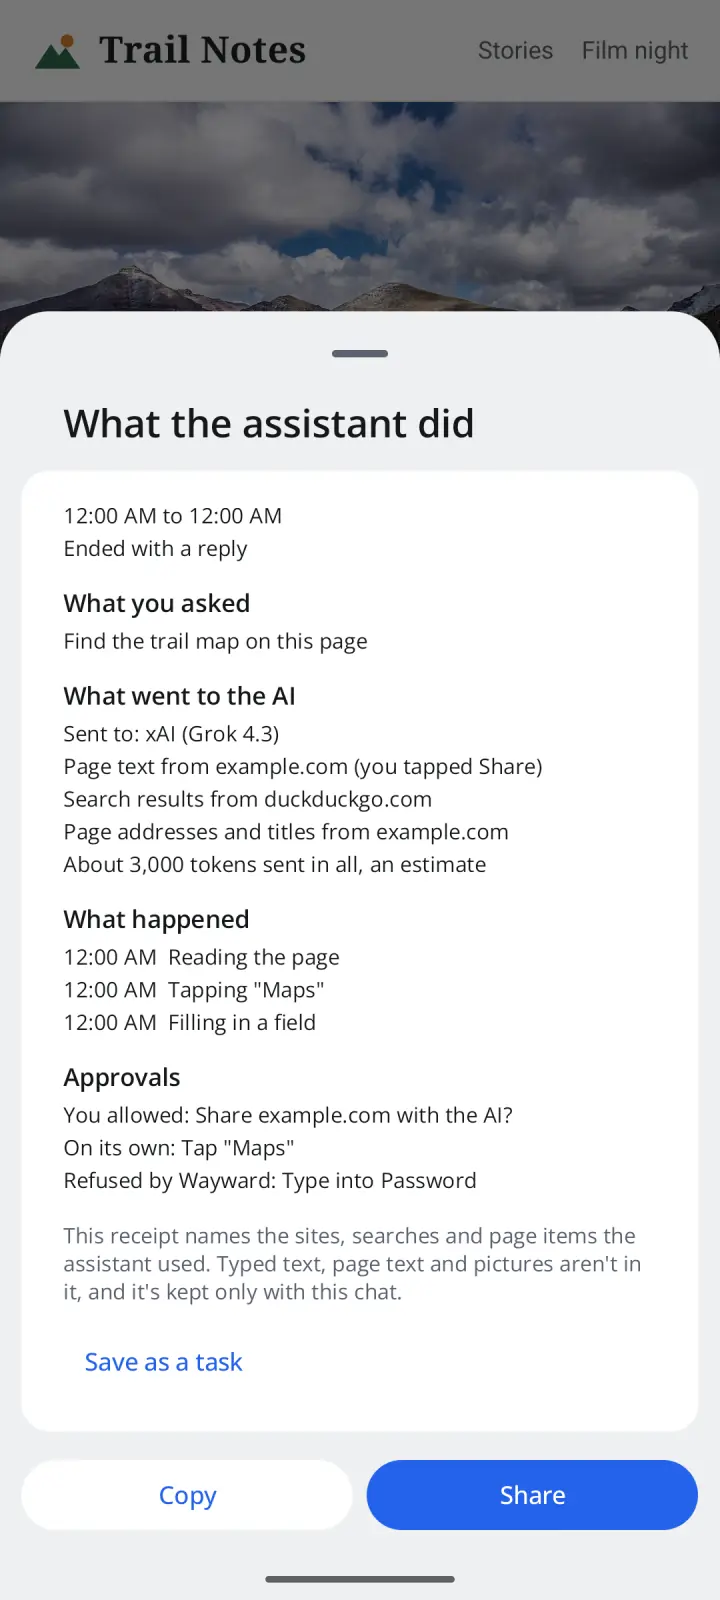 Trail Notes
Stories
Film night
What the assistant did
12:00 AM to 12:00 AM
Ended with a reply
What you asked
Find the trail map on this page
What went to the AI
Sent to: xAI (Grok 4.3)
Page text from example.com (you tapped Share)
Search results from duckduckgo.com
Page addresses and titles from example.com
About 3,000 tokens sent in all, an estimate
What happened
12:00 AM Reading the page
12:00 AM Tapping "Maps"
12:00 AM Filling in a field
Approvals
You allowed: Share example.com with the AI?
On its own: Tap "Maps"
Refused by Wayward: Type into Password
This receipt names the sites, searches and page items the
assistant used. Typed text, page text and pictures aren't in
it, and it's kept only with this chat.
Save as a task
Copy
Share